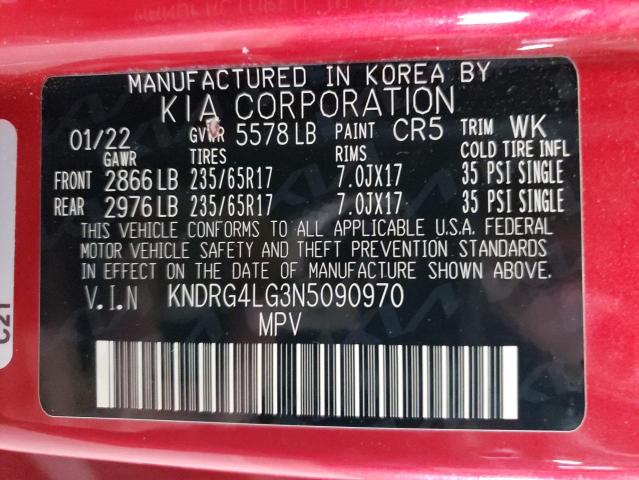 MANUFACTURED IN KOREA BY
KIA CORPORATION
01/22 GVWR 5578 LB PAINT CR5 TRIM WK
GAWR TIRES RIMS COLD TIRE INFL
FRONT 2866 LB 235/65R17 7.0JX17 35 PSI SINGLE
REAR 2976 LB 235/65R17 7.0JX17 35 PSI SINGLE
THIS VEHICLE CONFORMS TO ALL APPLICABLE U.S.A. FEDERAL
MOTOR VEHICLE SAFETY AND THEFT PREVENTION STANDARDS
IN EFFECT ON THE DATE OF MANUFACTURE SHOWN ABOVE.
V.I.N KNDRG4LG3N5090970
MPV
C21